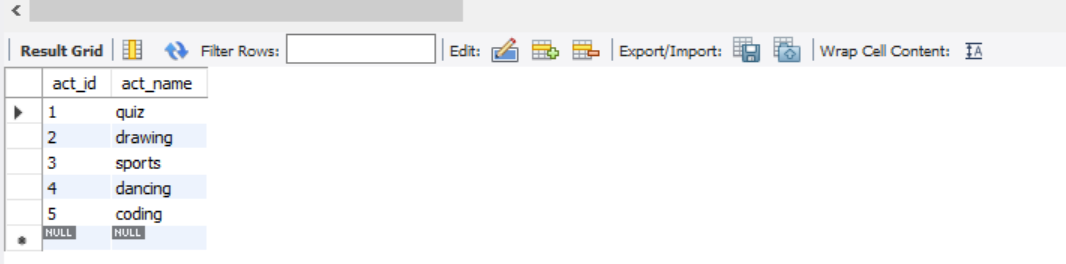 Result Grid Filter Rows: Edit: Export/Import: Wrap Cell Content: IA
act_id act_name
1 quiz
2 drawing
3 sports
4 dancing
5 coding
NULL NULL